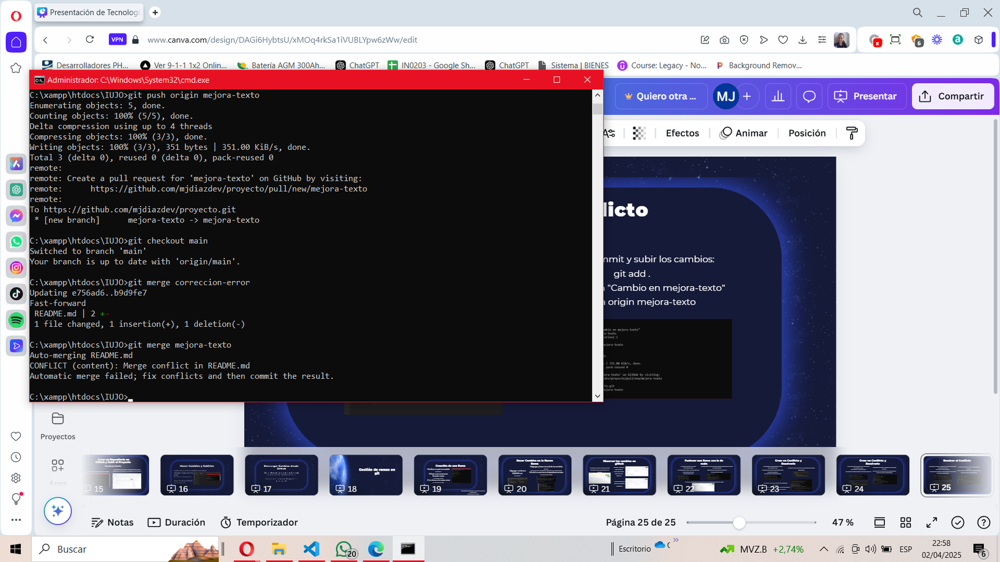 Presentación de Tecnologí
VPN
www.canva.com/design/DAGi6HybtsU/xMOq4rkSa1iVUBLYpw6zWw/edit
6
Desarrolladores PH...
Ver 9-1-1 1x2 Onlin...
Batería AGM 300Ah...
ChatGPT
IN0203 - Google Sh...
ChatGPT
Sistema | BIENES
Course: Legacy - No...
Background Remov...
Administrador: C:\Windows\System32\cmd.exe
C:\xampp\htdocs\IUJO>git push origin mejora-texto
Enumerating objects: 5, done.
Counting objects: 100% (5/5), done.
Delta compression using up to 4 threads
Compressing objects: 100% (3/3), done.
Writing objects: 100% (3/3), 351 bytes | 351.00 KiB/s, done.
Total 3 (delta 0), reused 0 (delta 0), pack-reused 0
remote:
remote: Create a pull request for 'mejora-texto' on GitHub by visiting:
remote:      https://github.com/mjdiazdev/proyecto/pull/new/mejora-texto
remote:
To https://github.com/mjdiazdev/proyecto.git
 * [new branch]      mejora-texto -> mejora-texto
C:\xampp\htdocs\IUJO>git checkout main
Switched to branch 'main'
Your branch is up to date with 'origin/main'.
C:\xampp\htdocs\IUJO>git merge correccion-error
Updating e756ad6..b9d9fe7
Fast-forward
 README.md | 2 +-
 1 file changed, 1 insertion(+), 1 deletion(-)
C:\xampp\htdocs\IUJO>git merge mejora-texto
Auto-merging README.md
CONFLICT (content): Merge conflict in README.md
Automatic merge failed; fix conflicts and then commit the result.
C:\xampp\htdocs\IUJO>_
Quiero otra ...
MJ
Presentar
Compartir
Efectos
Animar
Posición
licto
mmit y subir los cambios:
git add .
"Cambio en mejora-texto"
origin mejora-texto
Proyectos
Apps
15
16
17
Gestión de ramas en git
18
19
20
21
22
23
24
25
Notas
Duración
Temporizador
Página 25 de 25
47 %
Buscar
20
Escritorio
MVZ.B +2,74%
ESP
22:58
02/04/2025
6